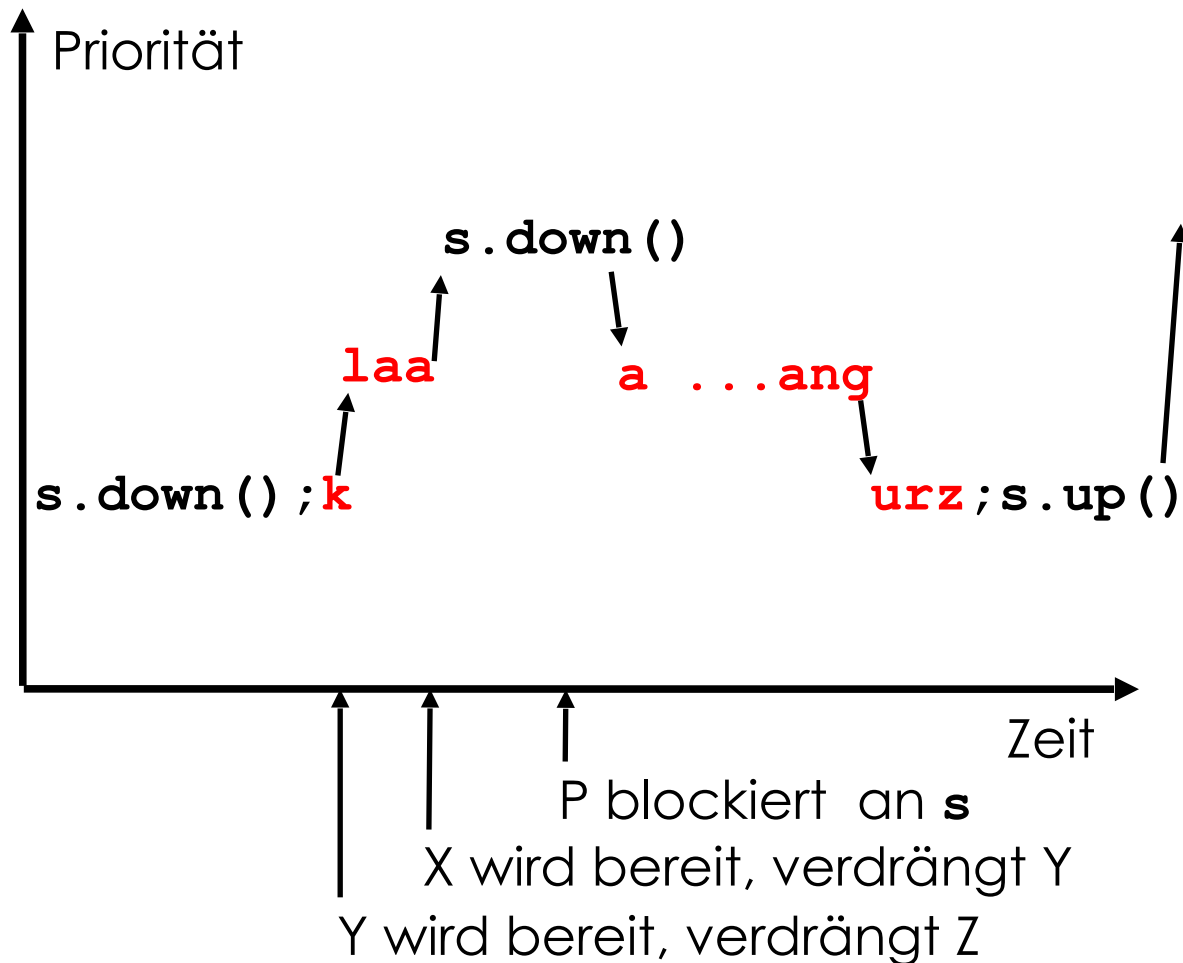 Priorität
s.down()
laa
a ...ang
s.down();k
urz;s.up()
Zeit
P blockiert an s
X wird bereit, verdrängt Y
Y wird bereit, verdrängt Z